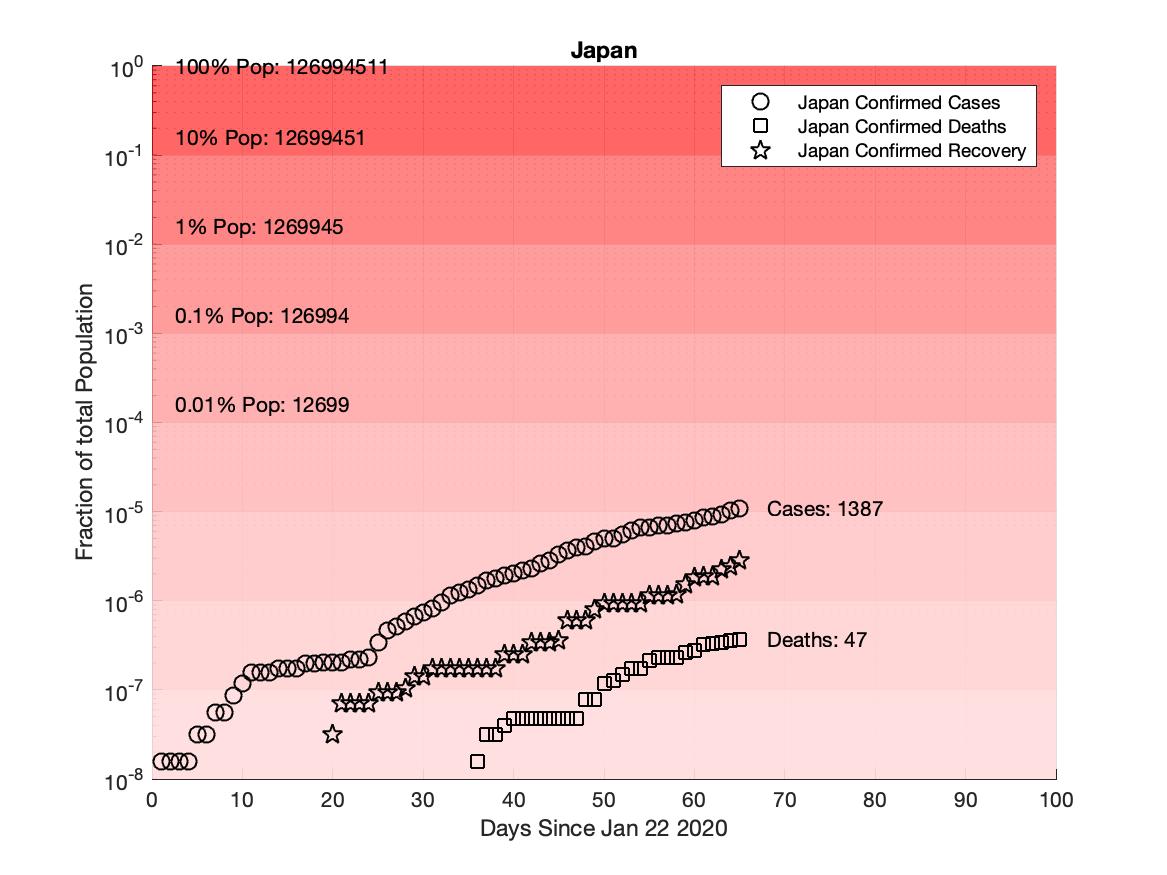 Japan
10^0
10^-1
10^-2
10^-3
10^-4
10^-5
10^-6
10^-7
10^-8
Fraction of total Population
100% Pop: 126994511
10% Pop: 12699451
1% Pop: 1269945
0.1% Pop: 126994
0.01% Pop: 12699
Japan Confirmed Cases
Japan Confirmed Deaths
Japan Confirmed Recovery
Cases: 1387
Deaths: 47
0 10 20 30 40 50 60 70 80 90 100
Days Since Jan 22 2020